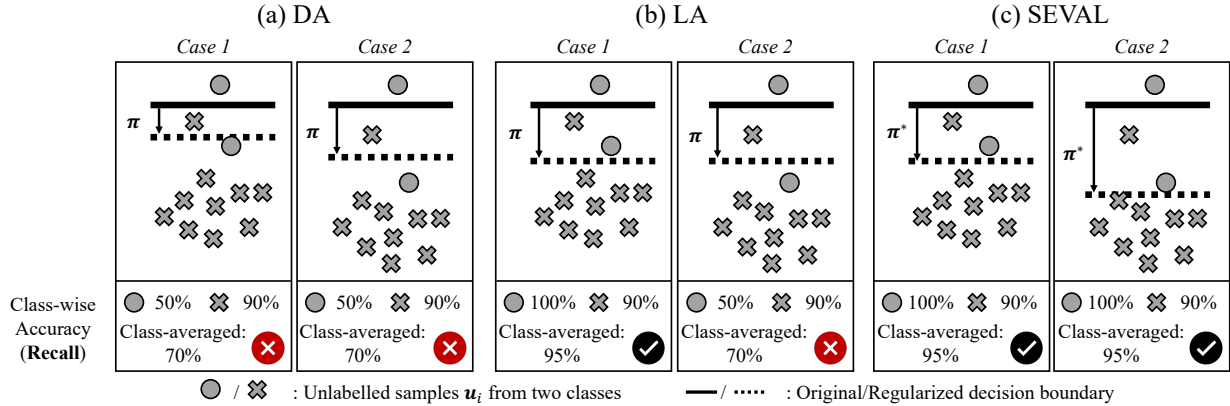 (a) DA
(b) LA
(c) SEVAL
Case 1
Case 2
Case 1
Case 2
Case 1
Case 2
π
π
π
π
π*
π*
Class-wise
Accuracy
(Recall)
50% 90%
Class-averaged:
70%
50% 90%
Class-averaged:
70%
100% 90%
Class-averaged:
95%
50% 90%
Class-averaged:
70%
100% 90%
Class-averaged:
95%
100% 90%
Class-averaged:
95%
/ : Unlabelled samples uᵢ from two classes
/ : Original/Regularized decision boundary